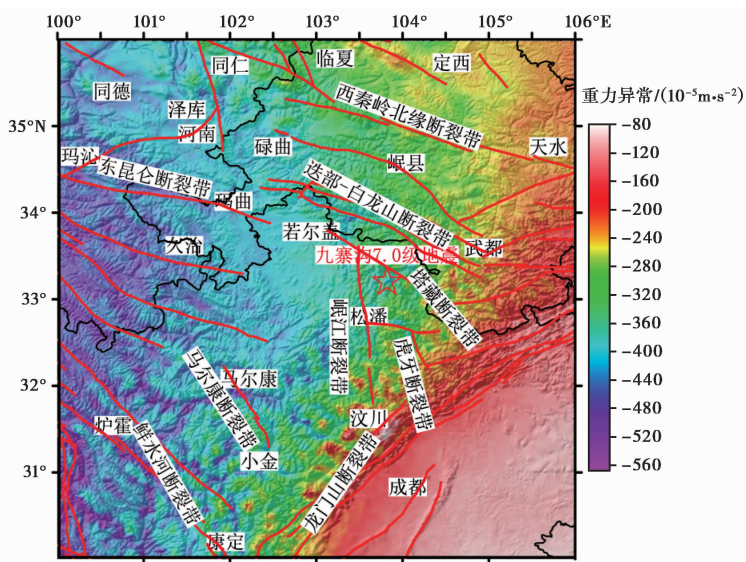 100° 101° 102° 103° 104° 105° 106°E
同仁 临夏 定西
同德
重力异常/(10⁻⁵m•s⁻²)
泽库
西秦岭北缘断裂带
35°N
河南
碌曲
天水
玛沁
岷县
东昆仑断裂带
迭部-白龙山断裂带
玛曲
34°
若尔盖
武都
久治
九寨沟7.0级地震
塔藏断裂带
33°
松潘
岷江断裂带
虎牙断裂带
32°
马尔康
马尔康断裂带
汶川
炉霍
鲜水河断裂带
小金
31°
龙门山断裂带
成都
康定
-80
-120
-160
-200
-240
-280
-320
-360
-400
-440
-480
-520
-560